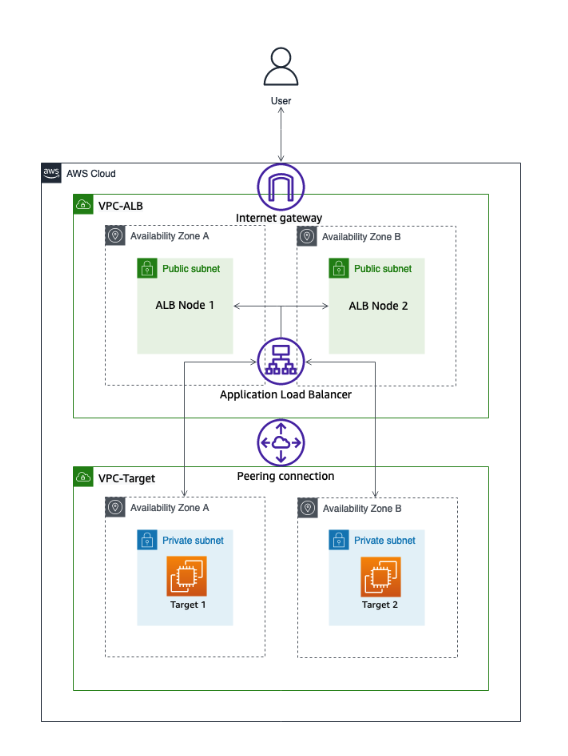 User
aws
AWS Cloud
VPC-ALB
Internet gateway
Availability Zone A
Availability Zone B
Public subnet
Public subnet
ALB Node 1
ALB Node 2
Application Load Balancer
VPC-Target
Peering connection
Availability Zone A
Availability Zone B
Private subnet
Private subnet
Target 1
Target 2